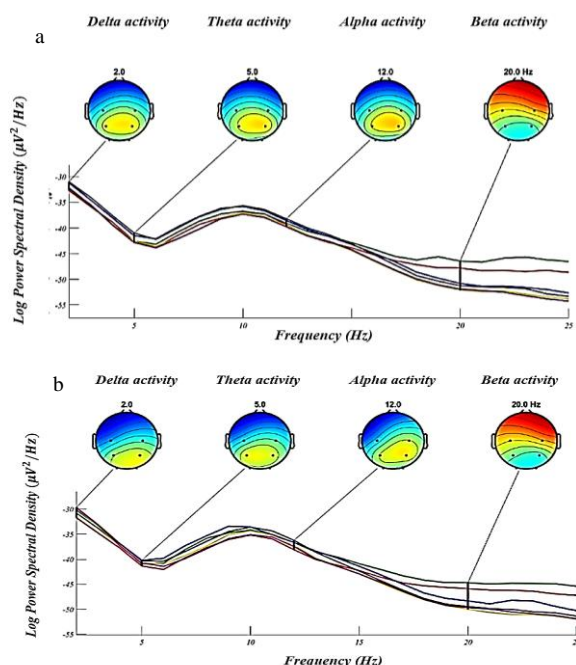 a
Delta activity Theta activity Alpha activity Beta activity
2.0 5.0 12.0 20.0 Hz
Log Power Spectral Density (µV²/Hz)
-30
-35
-40
-45
-50
-55
5 10 15 20 25
Frequency (Hz)
b
Delta activity Theta activity Alpha activity Beta activity
2.0 5.0 12.0 20.0 Hz
Log Power Spectral Density (µV²/Hz)
-30
-35
-40
-45
-50
-55
5 10 15 20 25
Frequency (Hz)